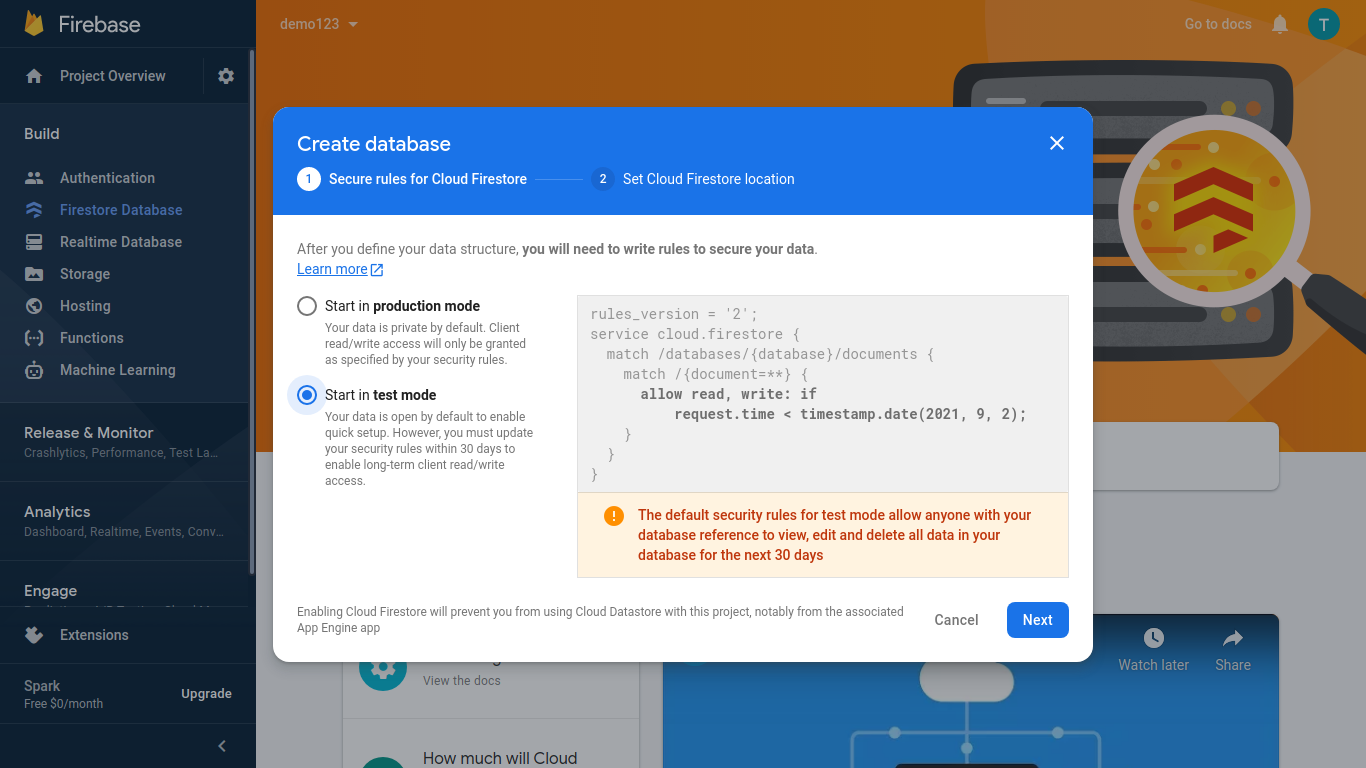 Firebase
demo123
Go to docs
T
Project Overview
Build
Authentication
Firestore Database
Realtime Database
Storage
Hosting
Functions
Machine Learning
Release & Monitor
Crashlytics, Performance, Test La...
Analytics
Dashboard, Realtime, Events, Conv...
Engage
Extensions
Spark
Free $0/month
Upgrade
Create database
1 Secure rules for Cloud Firestore
2 Set Cloud Firestore location
After you define your data structure, you will need to write rules to secure your data.
Learn more
Start in production mode
Your data is private by default. Client
read/write access will only be granted
as specified by your security rules.
Start in test mode
Your data is open by default to enable
quick setup. However, you must update
your security rules within 30 days to
enable long-term client read/write
access.
rules_version = '2';
service cloud.firestore {
match /databases/{database}/documents {
match /{document=**} {
allow read, write: if
request.time < timestamp.date(2021, 9, 2);
}
}
}
The default security rules for test mode allow anyone with your
database reference to view, edit and delete all data in your
database for the next 30 days
Enabling Cloud Firestore will prevent you from using Cloud Datastore with this project, notably from the associated
App Engine app
Cancel
Next
View the docs
How much will Cloud
Watch later
Share